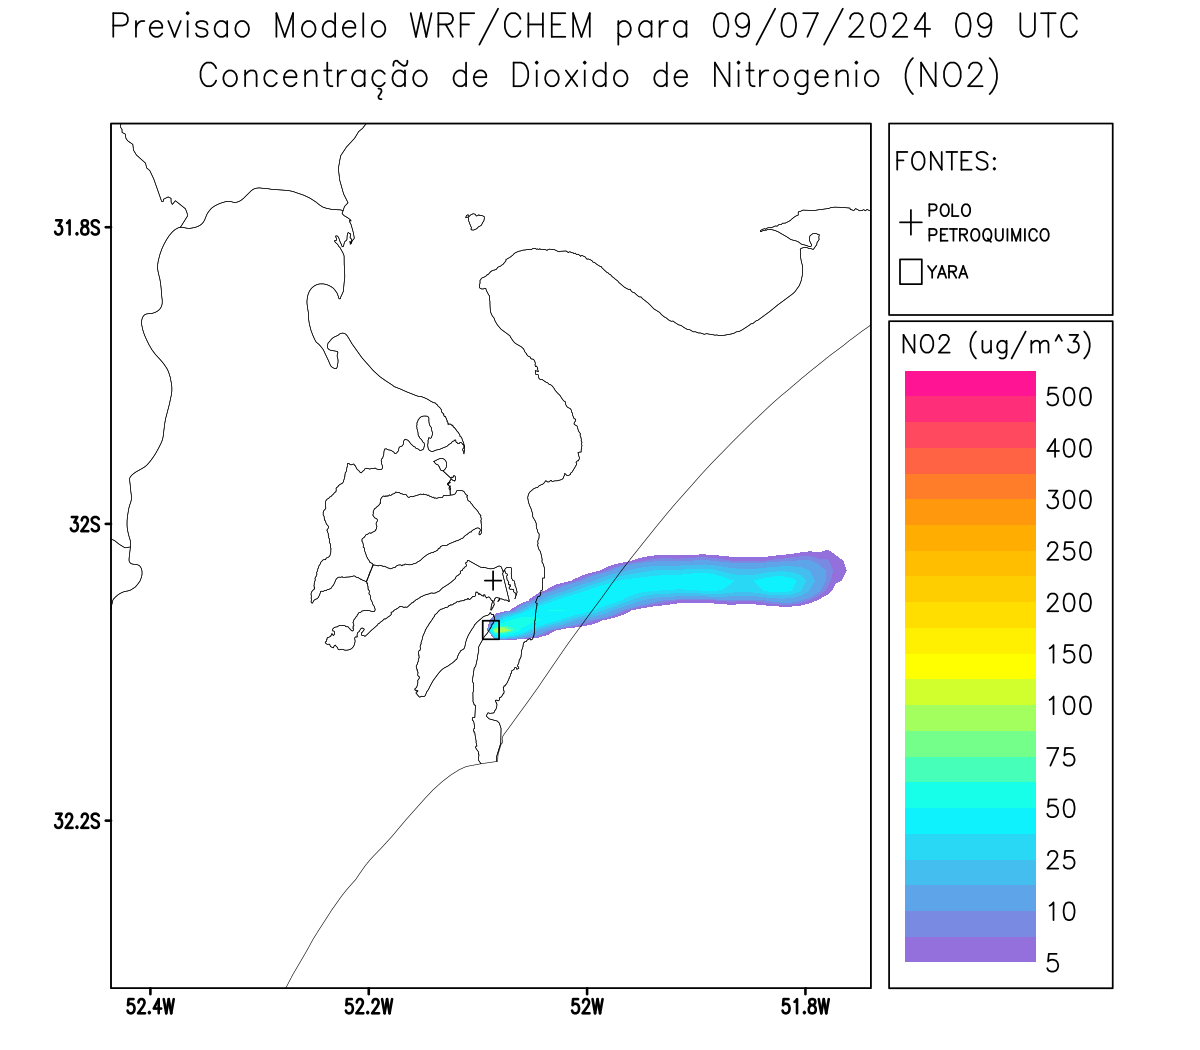 Previsao Modelo WRF/CHEM para 09/07/2024 09 UTC
Concentração de Dioxido de Nitrogenio (NO2)
FONTES:
POLO
PETROQUIMICO
YARA
NO2 (ug/m^3)
500
400
300
250
200
150
100
75
50
25
10
5
31.8S
32S
32.2S
52.4W
52.2W
52W
51.8W